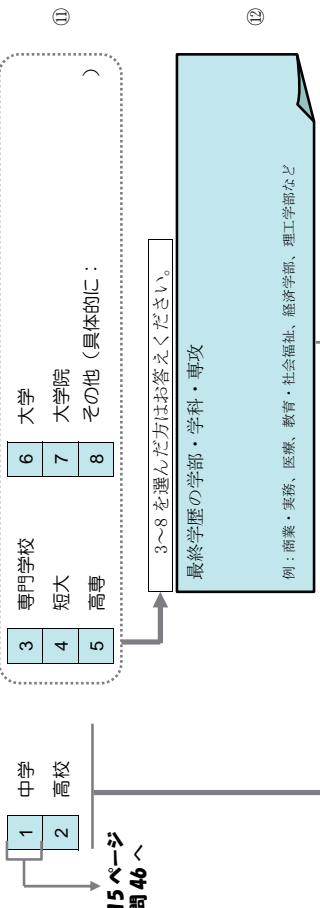 1 中学
2 高校
15 ページ
問 46 へ
3 専門学校
4 短大
5 高専
6 大学
7 大学院
8 その他(具体的に: )
⑪
3~8 を選んだ方はお答えください。
最終学歴の学部・学科・専攻
例:商業・実務、医療、教育・社会福祉、経済学部、理工学部など
⑫